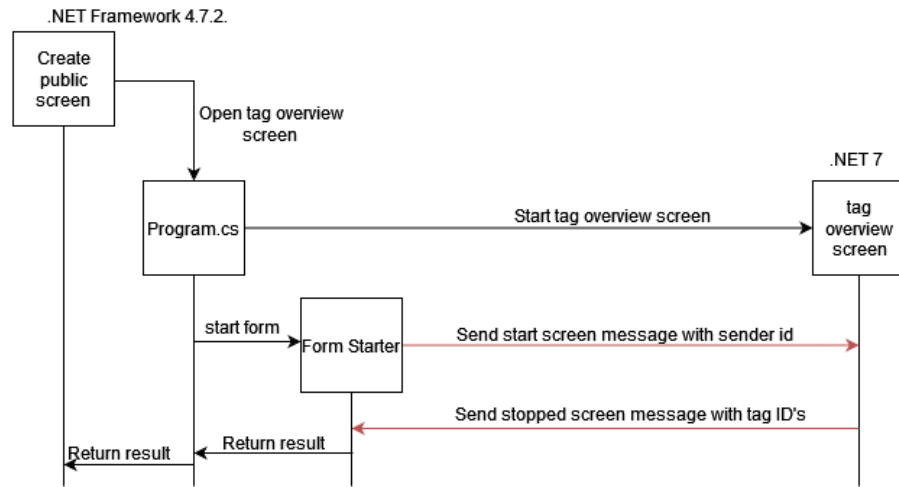 .NET Framework 4.7.2.
Create
public
screen
Open tag overview
screen
.NET 7
Program.cs
Start tag overview screen
tag
overview
screen
start form
Form Starter
Send start screen message with sender id
Send stopped screen message with tag ID's
Return result
Return result